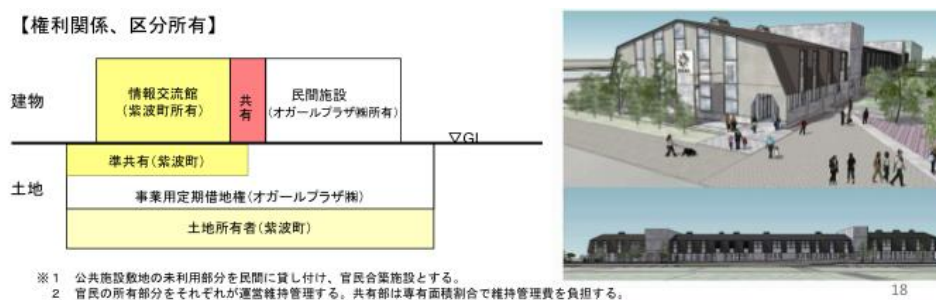 【権利関係、区分所有】
建物
情報交流館
(紫波町所有)
共
有
民間施設
(オガールプラザ㈱所有)
▽GL
土地
準共有(紫波町)
事業用定期借地権(オガールプラザ㈱)
土地所有者(紫波町)
※1 公共施設敷地の未利用部分を民間に貸し付け、官民合築施設とする。
2 官民の所有部分をそれぞれが運営維持管理する。共有部は専有面積割合で維持管理費を負担する。
18